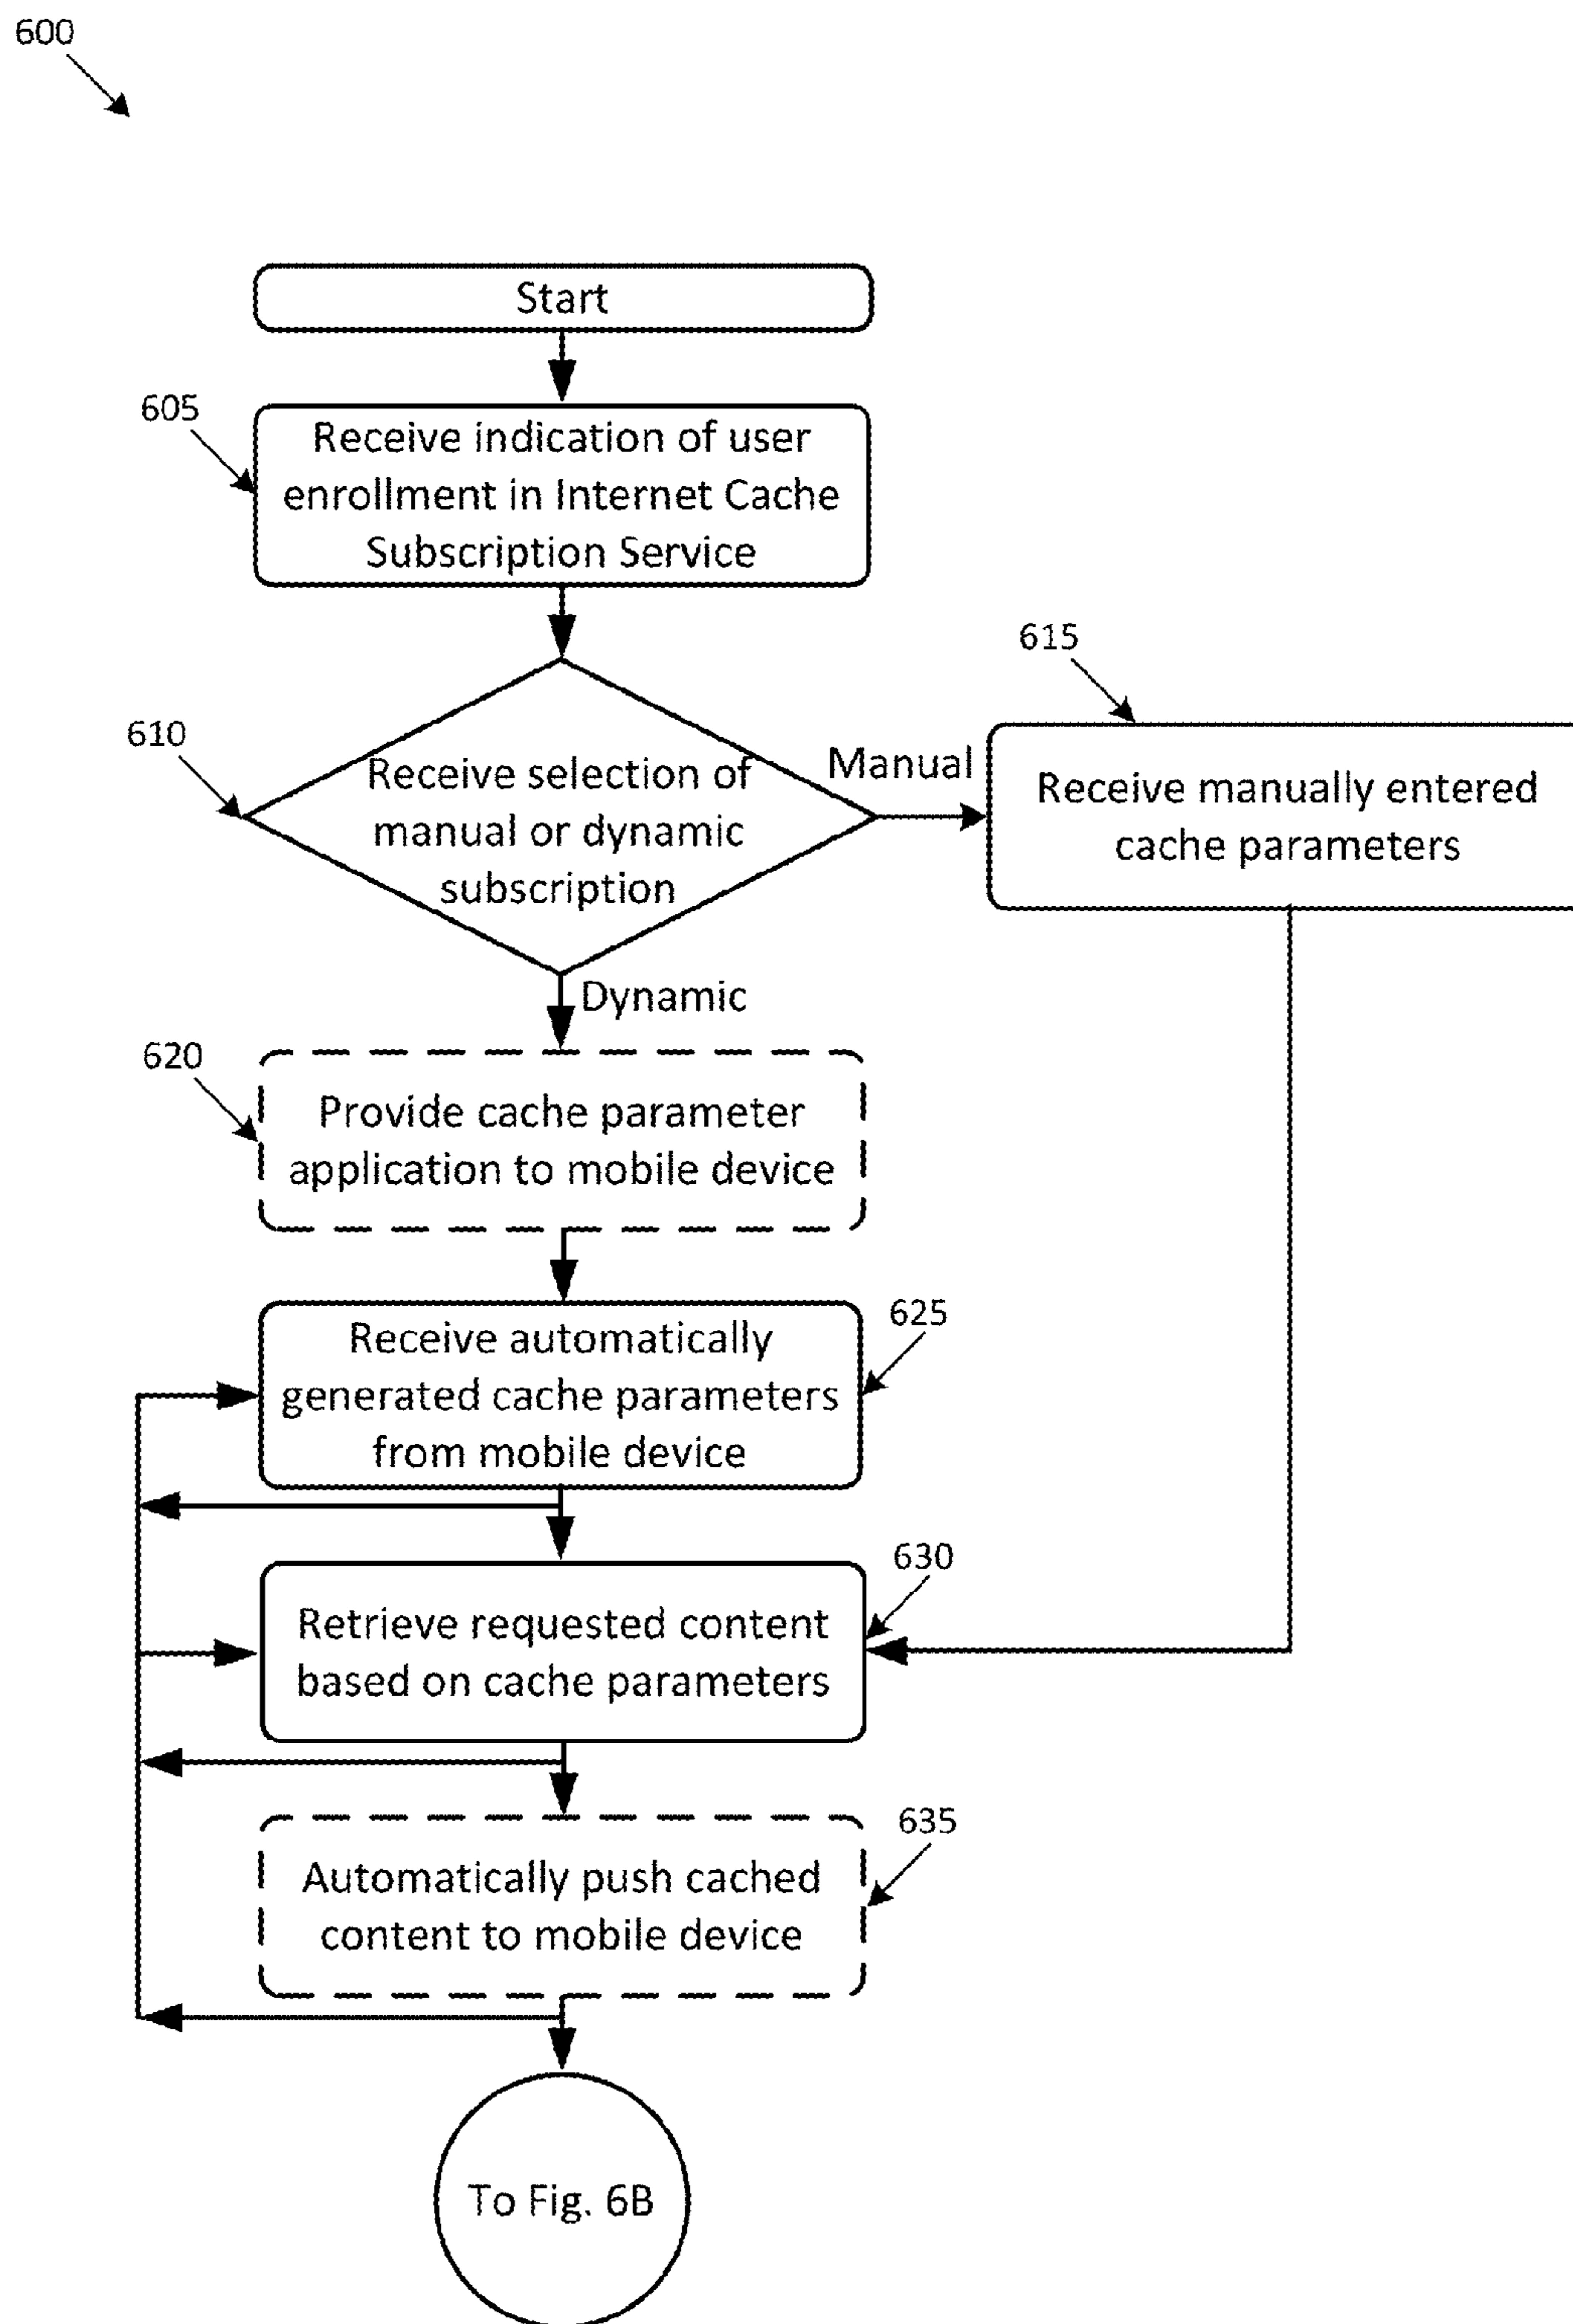 600
Start
605
Receive indication of user
enrollment in Internet Cache
Subscription Service
610
Receive selection of
manual or dynamic
subscription
Manual
615
Receive manually entered
cache parameters
Dynamic
620
Provide cache parameter
application to mobile device
625
Receive automatically
generated cache parameters
from mobile device
630
Retrieve requested content
based on cache parameters
635
Automatically push cached
content to mobile device
To Fig. 6B